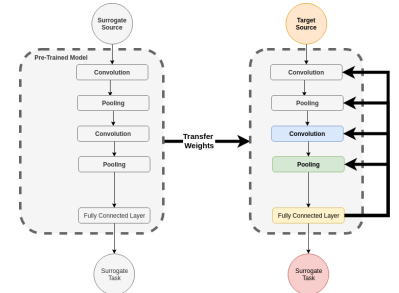 Surrogate
Source
Pre-Trained Model
Convolution
Pooling
Convolution
Pooling
Fully Connected Layer
Surrogate
Task
Transfer
Weights
Target
Source
Convolution
Pooling
Convolution
Pooling
Fully Connected Layer
Surrogate
Task